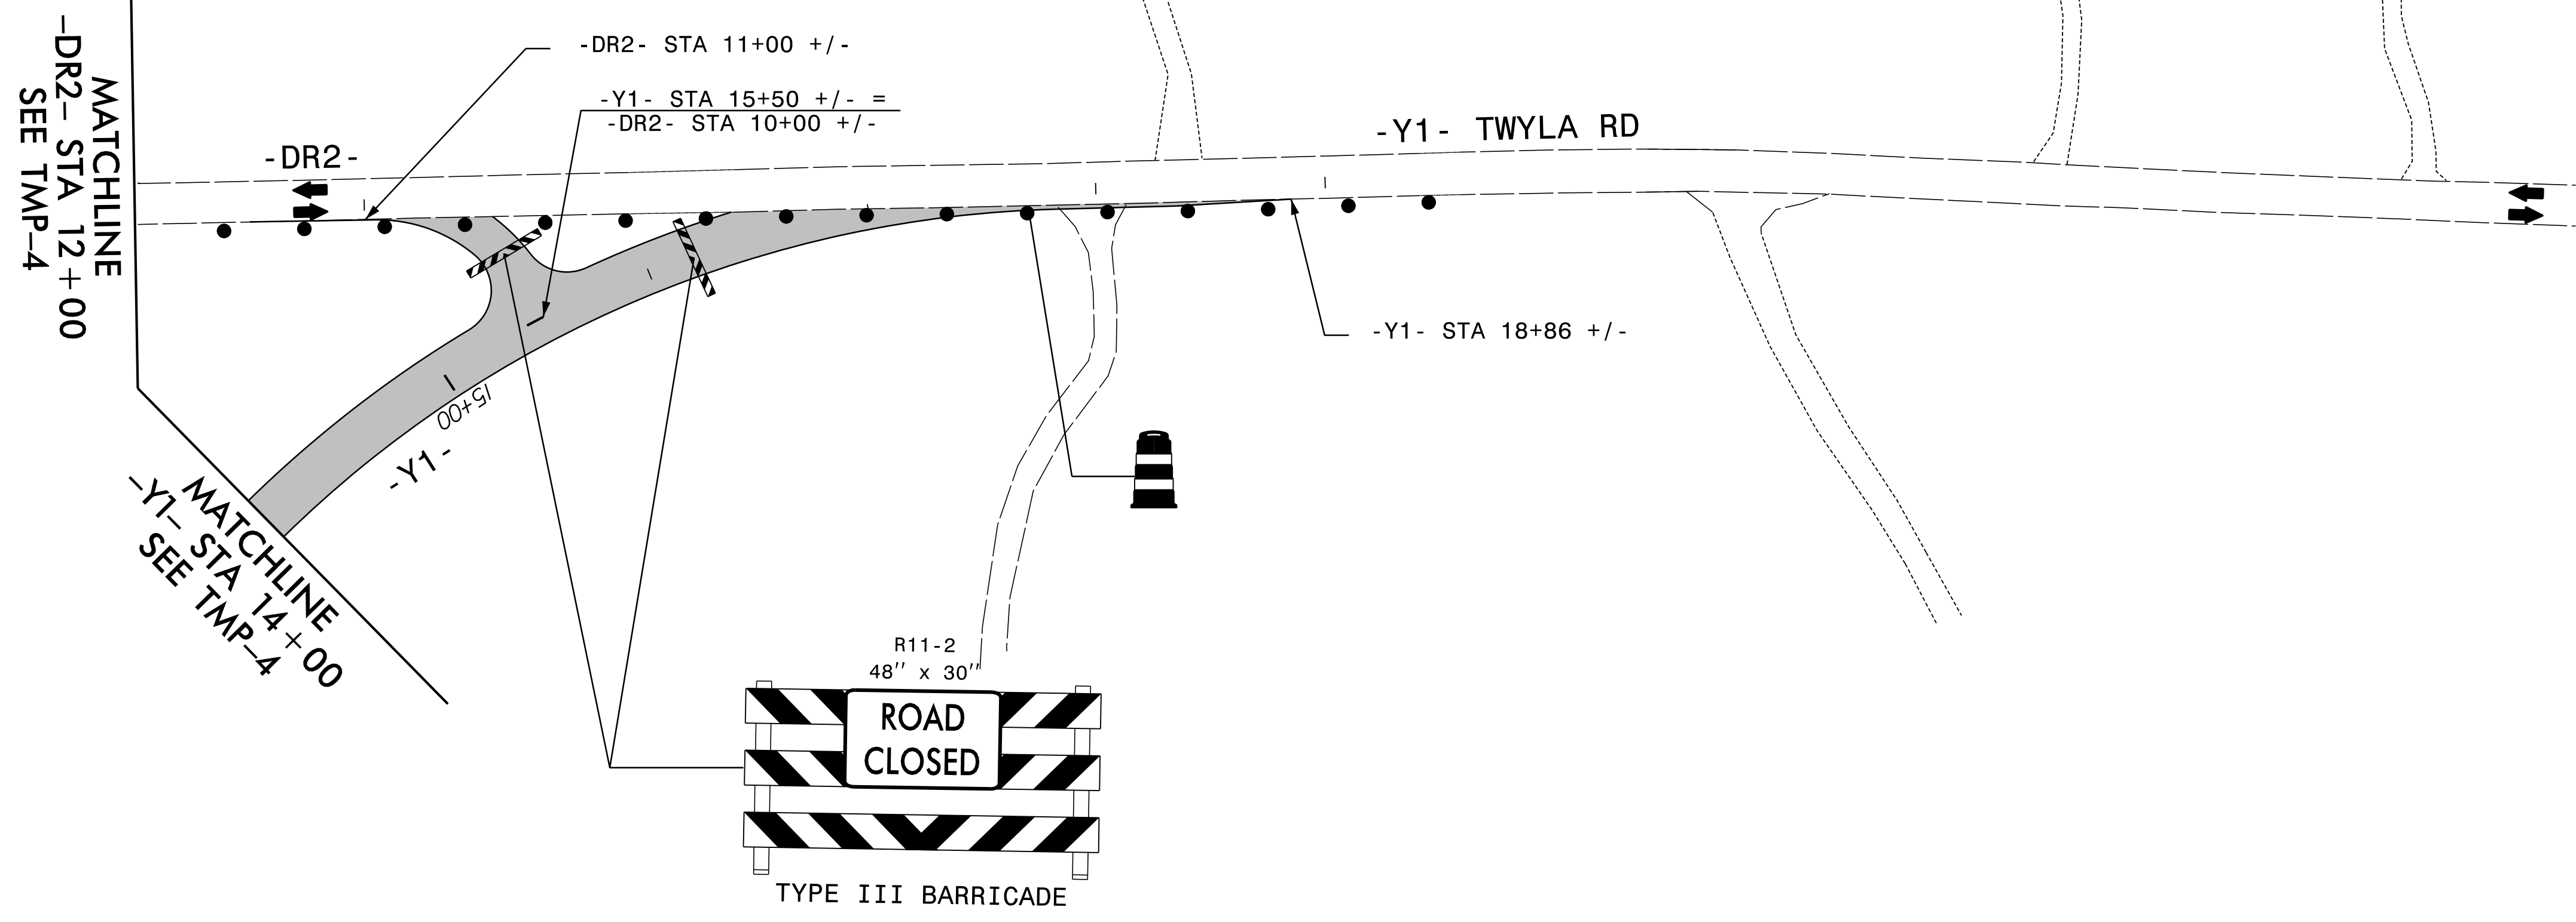 MATCHLINE
-DR2- STA 12+00
SEE TMP-4
-DR2- STA 11+00 +/-
-Y1- STA 15+50 +/- =
-DR2- STA 10+00 +/-
-DR2-
-Y1- TWYLA RD
-Y1- STA 18+86 +/-
15+00
-Y1-
MATCHLINE
-Y1- STA 14+00
SEE TMP-4
R11-2
48" x 30"
ROAD
CLOSED
TYPE III BARRICADE